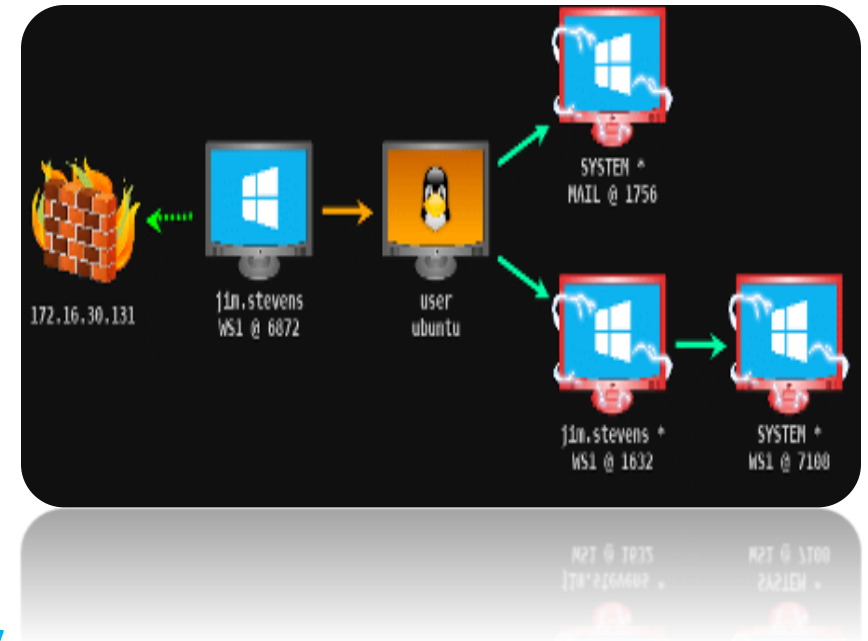 SYSTEM *
MAIL @ 1756
172.16.30.131
jim.stevens
WS1 @ 6872
user
ubuntu
jim.stevens *
WS1 @ 1632
SYSTEM *
WS1 @ 7100